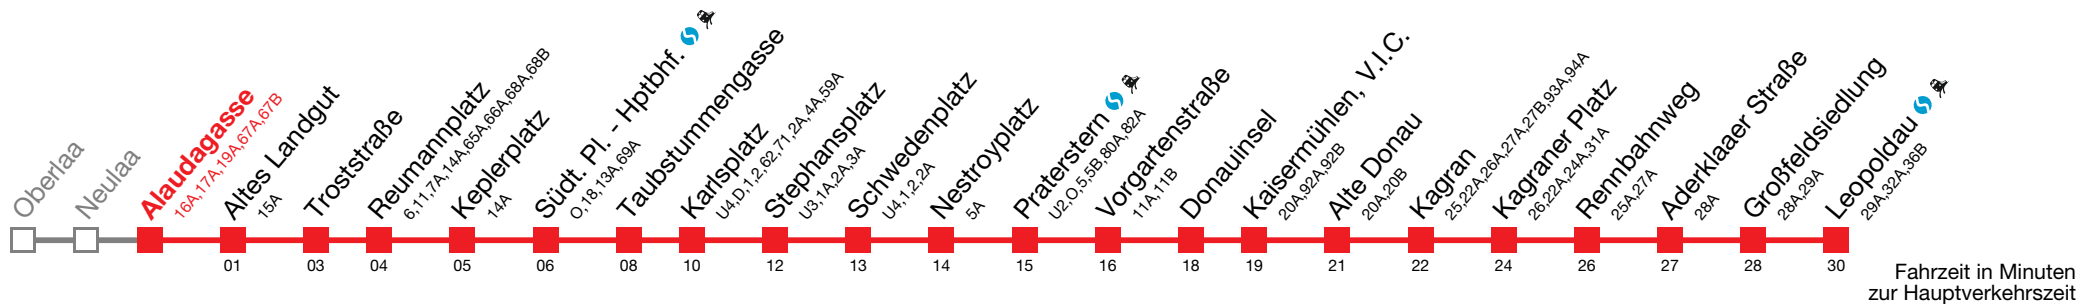 Oberlaa
Neulaa
Alaudagasse
16A,17A,19A,67A,67B
Altes Landgut
15A
Troststraße
Reumannplatz
6,11,7A,14A,65A,66A,68A,68B
Keplerplatz
14A
Südt. Pl. - Hptbhf.
O,18,13A,69A
Taubstummengasse
Karlsplatz
U4,D,1,2,62,71,2A,4A,59A
Stephansplatz
U3,1A,2A,3A
Schwedenplatz
U4,1,2,2A
Nestroyplatz
5A
Praterstern
U2,O,5,5B,80A,82A
Vorgartenstraße
11A,11B
Donauinsel
Kaisermühlen, V.I.C.
20A,92A,92B
Alte Donau
20A,20B
Kagran
25,22A,26A,27A,27B,93A,94A
Kagraner Platz
26,22A,24A,31A
Rennbahnweg
25A,27A
Aderklaaer Straße
28A
Großfeldsiedlung
28A,29A
Leopoldau
29A,32A,36B
01 03 04 05 06 08 10 12 13 14 15 16 18 19 21 22 24 26 27 28 30
Fahrzeit in Minuten
zur Hauptverkehrszeit